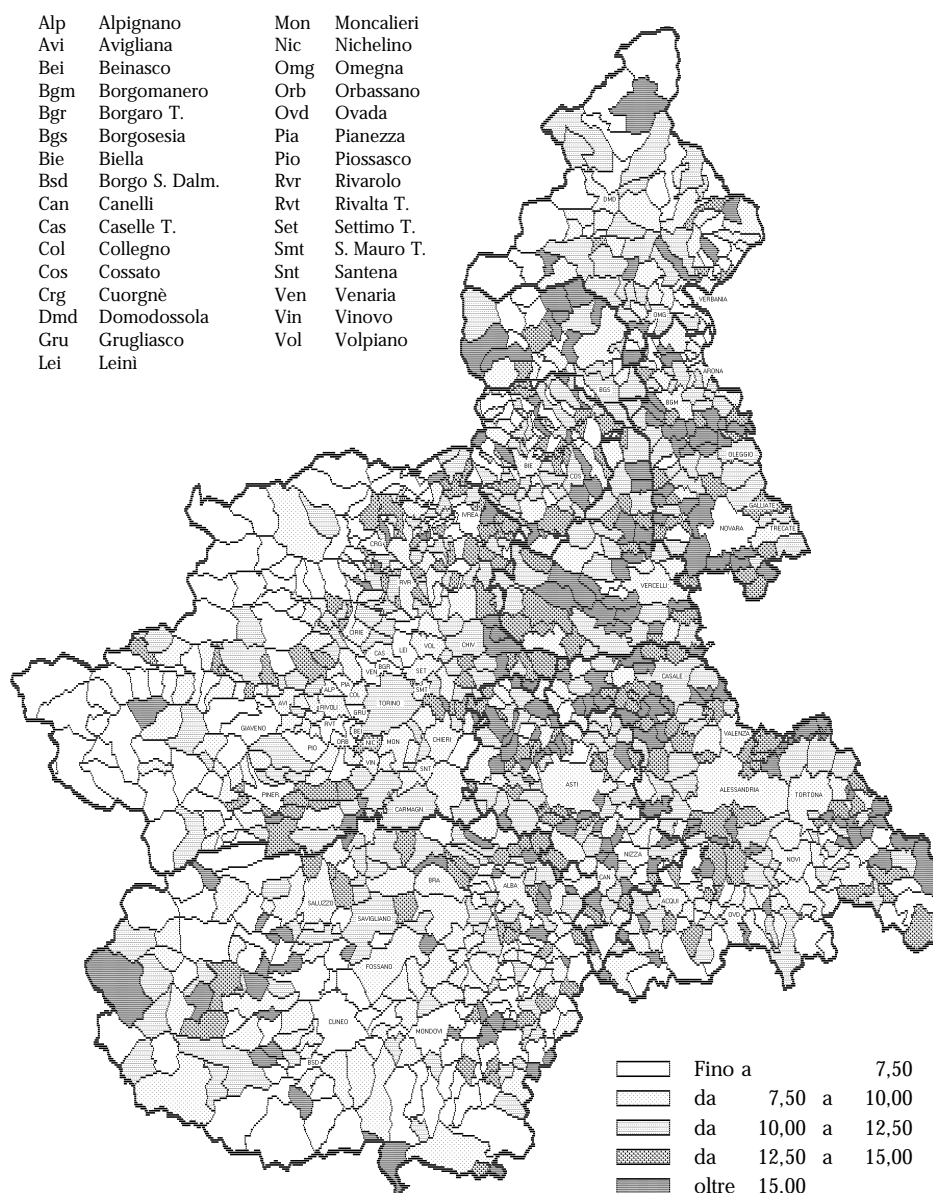 Alp Alpignano Mon Moncalieri
Avi Avigliana Nic Nichelino
Bei Beinasco Omg Omegna
Bgm Borgomanero Orb Orbassano
Bgr Borgaro T. Ovd Ovada
Bgs Borgosesia Pia Pianezza
Bie Biella Pio Piossasco
Bsd Borgo S. Dalm. Rvr Rivarolo
Can Canelli Rvt Rivalta T.
Cas Caselle T. Set Settimo T.
Col Collegno Smt S. Mauro T.
Cos Cossato Snt Santena
Crg Cuorgnè Ven Venaria
Dmd Domodossola Vin Vinovo
Gru Grugliasco Vol Volpiano
Lei Leinì
DMD
VERBANIA
OMG
ARONA
BGS
BGM
OLEGGIO
BIE
COS
GALLIATE
IVREA
NOVARA
TRECATE
CRG
RVR
VERCELLI
CIRIE
CAS
LEI
VOL
CHIV
VEN
BGR
SET
CASALE
ALP
PIA
COL
SMT
AVI
RIVOLI
GRU
TORINO
GIAVENO
RVT
BEI
VALENZA
PIO
ORB
NIC
MON
CHIERI
VIN
SNT
ASTI
ALESSANDRIA
TORTONA
PINER
CARMAGN
NIZZA
NOVI
BRA
ALBA
CAN
SALUZZO
ACQUI
SAVIGLIANO
OVD
FOSSANO
CUNEO
MONDOVI
BSD
Fino a 7,50
da 7,50 a 10,00
da 10,00 a 12,50
da 12,50 a 15,00
oltre 15,00